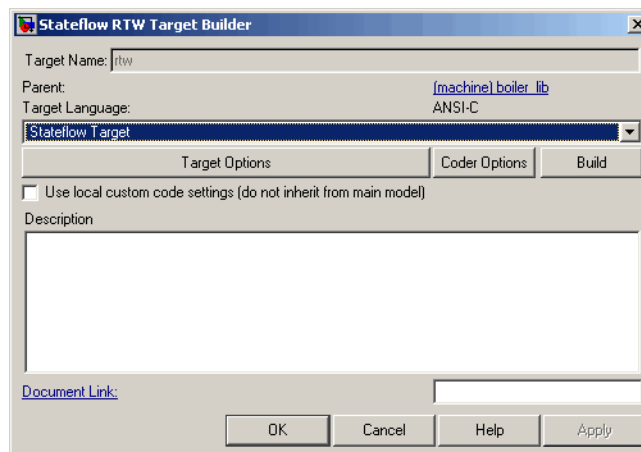 Stateflow RTW Target Builder
Target Name: rtw
Parent: (machine) boiler_lib
Target Language: ANSI-C
Stateflow Target
Target Options Coder Options Build
Use local custom code settings (do not inherit from main model)
Description
Document Link:
OK Cancel Help Apply